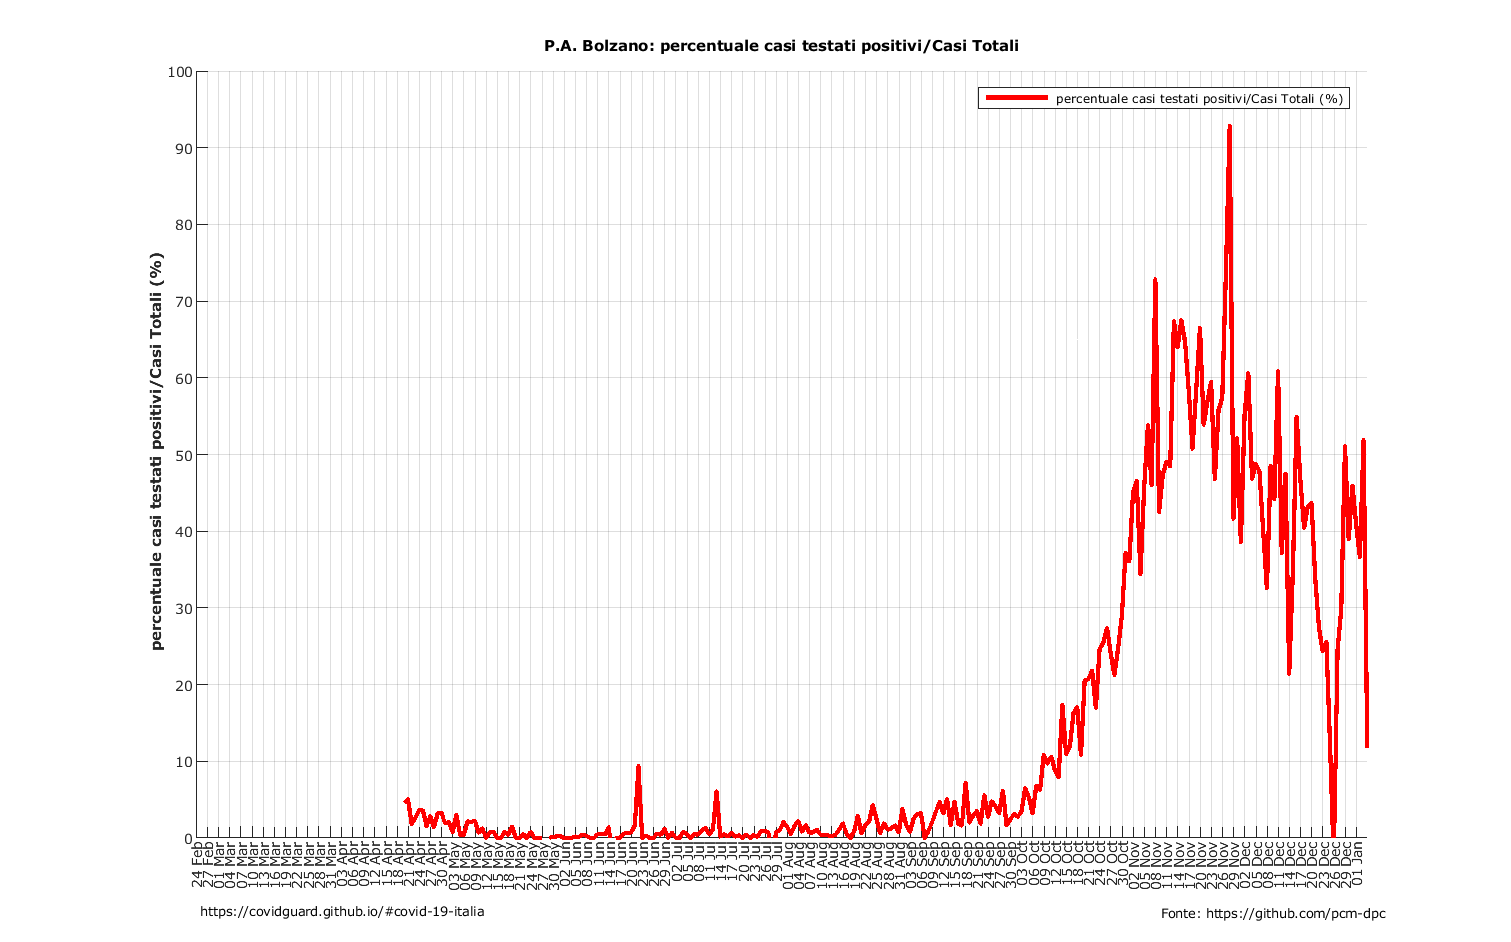 P.A. Bolzano: percentuale casi testati positivi/Casi Totali
percentuale casi testati positivi/Casi Totali (%)
percentuale casi testati positivi/Casi Totali (%)
100
90
80
70
60
50
40
30
20
10
0
24 Feb
27 Feb
01 Mar
04 Mar
07 Mar
10 Mar
13 Mar
16 Mar
19 Mar
22 Mar
25 Mar
28 Mar
31 Mar
03 Apr
06 Apr
09 Apr
12 Apr
15 Apr
18 Apr
21 Apr
24 Apr
27 Apr
30 Apr
03 May
06 May
09 May
12 May
15 May
18 May
21 May
24 May
27 May
30 May
02 Jun
05 Jun
08 Jun
11 Jun
14 Jun
17 Jun
20 Jun
23 Jun
26 Jun
29 Jun
02 Jul
05 Jul
08 Jul
11 Jul
14 Jul
17 Jul
20 Jul
23 Jul
26 Jul
29 Jul
01 Aug
04 Aug
07 Aug
10 Aug
13 Aug
16 Aug
19 Aug
22 Aug
25 Aug
28 Aug
31 Aug
03 Sep
06 Sep
09 Sep
12 Sep
15 Sep
18 Sep
21 Sep
24 Sep
27 Sep
30 Sep
03 Oct
06 Oct
09 Oct
12 Oct
15 Oct
18 Oct
21 Oct
24 Oct
27 Oct
30 Oct
02 Nov
05 Nov
08 Nov
11 Nov
14 Nov
17 Nov
20 Nov
23 Nov
26 Nov
29 Nov
02 Dec
05 Dec
08 Dec
11 Dec
14 Dec
17 Dec
20 Dec
23 Dec
26 Dec
29 Dec
01 Jan
https://covidguard.github.io/#covid-19-italia
Fonte: https://github.com/pcm-dpc